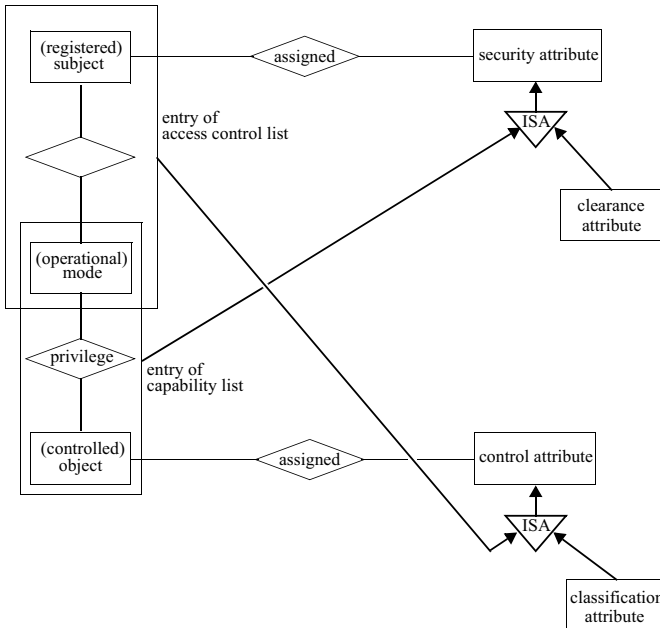 (registered)
subject
assigned
security attribute
entry of
access control list
ISA
clearance
attribute
(operational)
mode
privilege
entry of
capability list
(controlled)
object
assigned
control attribute
ISA
classification
attribute